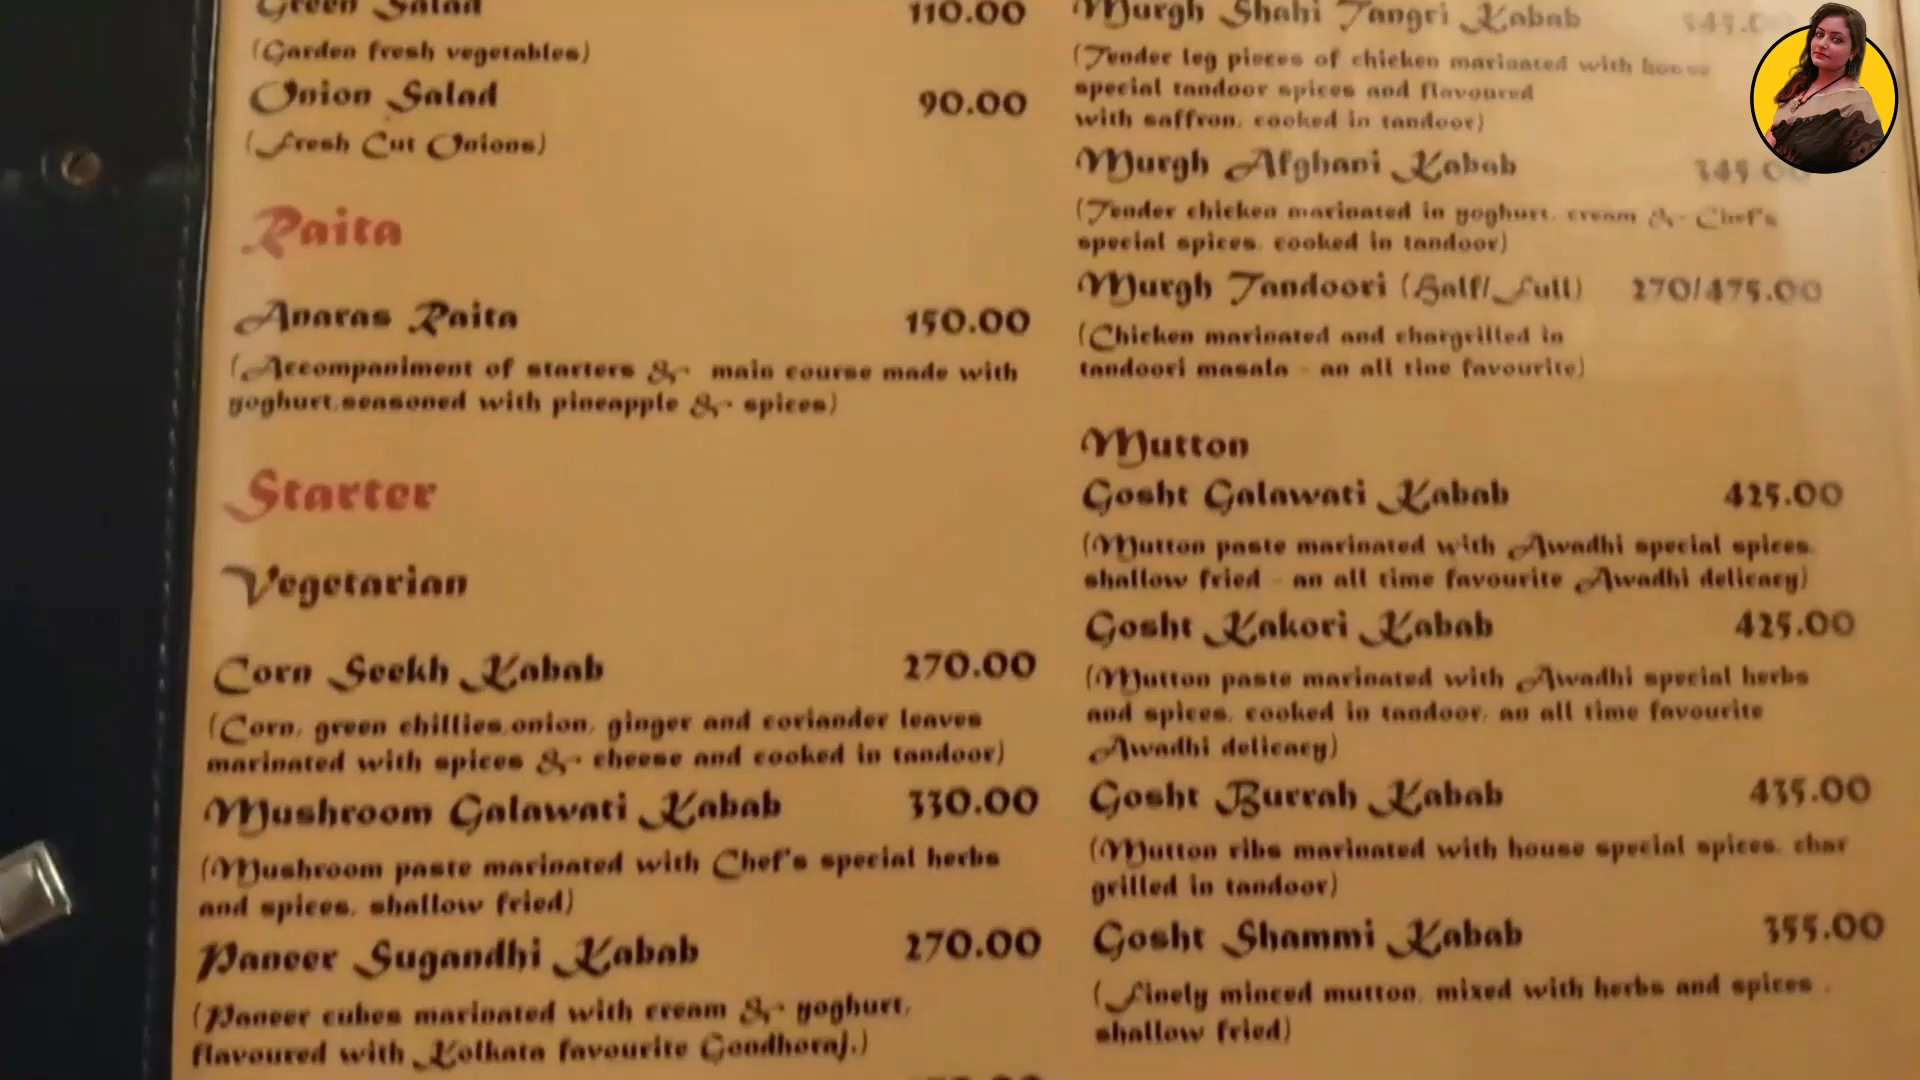 Green Salad 110.00
(Garden fresh vegetables)
Onion Salad 90.00
(Fresh Cut Onions)
Raita
Anaras Raita 150.00
(Accompaniment of starters & main course made with
yoghurt,seasoned with pineapple & spices)
Starter
Vegetarian
Corn Seekh Kabab 270.00
(Corn, green chillies,onion, ginger and coriander leaves
marinated with spices & cheese and cooked in tandoor)
Mushroom Galawati Kabab 330.00
(Mushroom paste marinated with Chef's special herbs
and spices, shallow fried)
Paneer Sugandhi Kabab 270.00
(Paneer cubes marinated with cream & yoghurt,
flavoured with Kolkata favourite Gondhoraj.)
Murgh Shahi Tangri Kabab
(Tender leg pieces of chicken marinated with house
special tandoor spices and flavoured
with saffron, cooked in tandoor)
Murgh Afghani Kabab 345.00
(Tender chicken marinated in yoghurt, cream & Chef's
special spices, cooked in tandoor)
Murgh Tandoori (Half/Full) 270/475.00
(Chicken marinated and chargrilled in
tandoori masala - an all tine favourite)
Mutton
Gosht Galawati Kabab 425.00
(Mutton paste marinated with Awadhi special spices,
shallow fried - an all time favourite Awadhi delicacy)
Gosht Kakori Kabab 425.00
(Mutton paste marinated with Awadhi special herbs
and spices, cooked in tandoor, an all time favourite
Awadhi delicacy)
Gosht Burrah Kabab 435.00
(Mutton ribs marinated with house special spices, char
grilled in tandoor)
Gosht Shammi Kabab 355.00
(Finely minced mutton, mixed with herbs and spices ,
shallow fried)